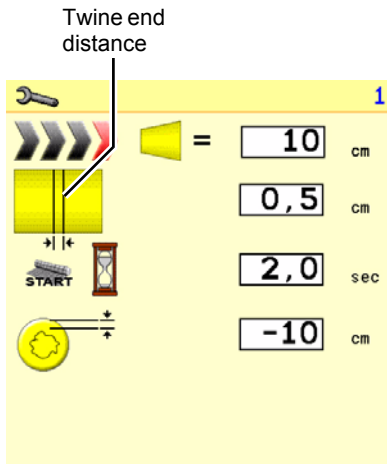 Twine end
distance
1
= 10 cm
0,5 cm
START 2,0 sec
-10 cm